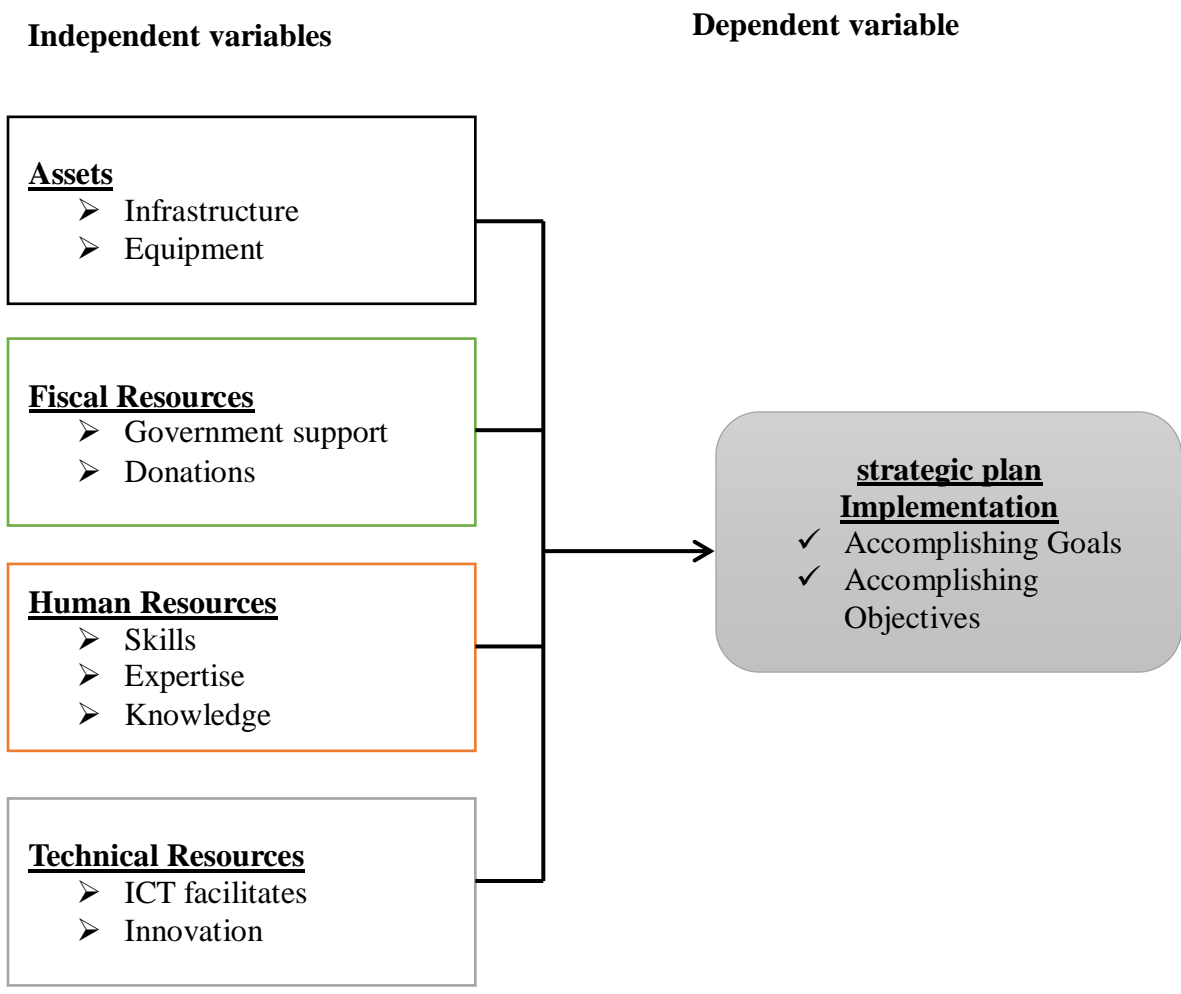 Independent variables
Dependent variable
Assets
➢ Infrastructure
➢ Equipment
Fiscal Resources
➢ Government support
➢ Donations
Human Resources
➢ Skills
➢ Expertise
➢ Knowledge
Technical Resources
➢ ICT facilitates
➢ Innovation
strategic plan
Implementation
✓ Accomplishing Goals
✓ Accomplishing
Objectives